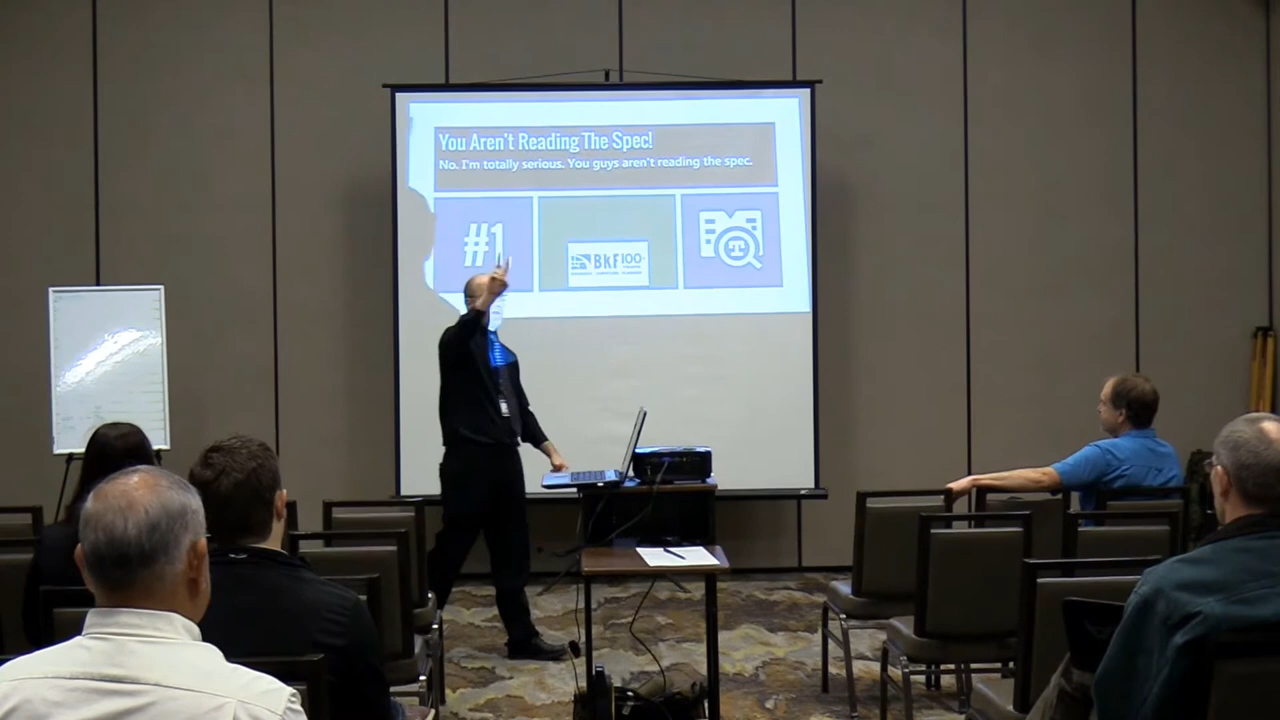 You Aren't Reading The Spec!
No. I'm totally serious. You guys aren't reading the spec.
#1
BKF 100+